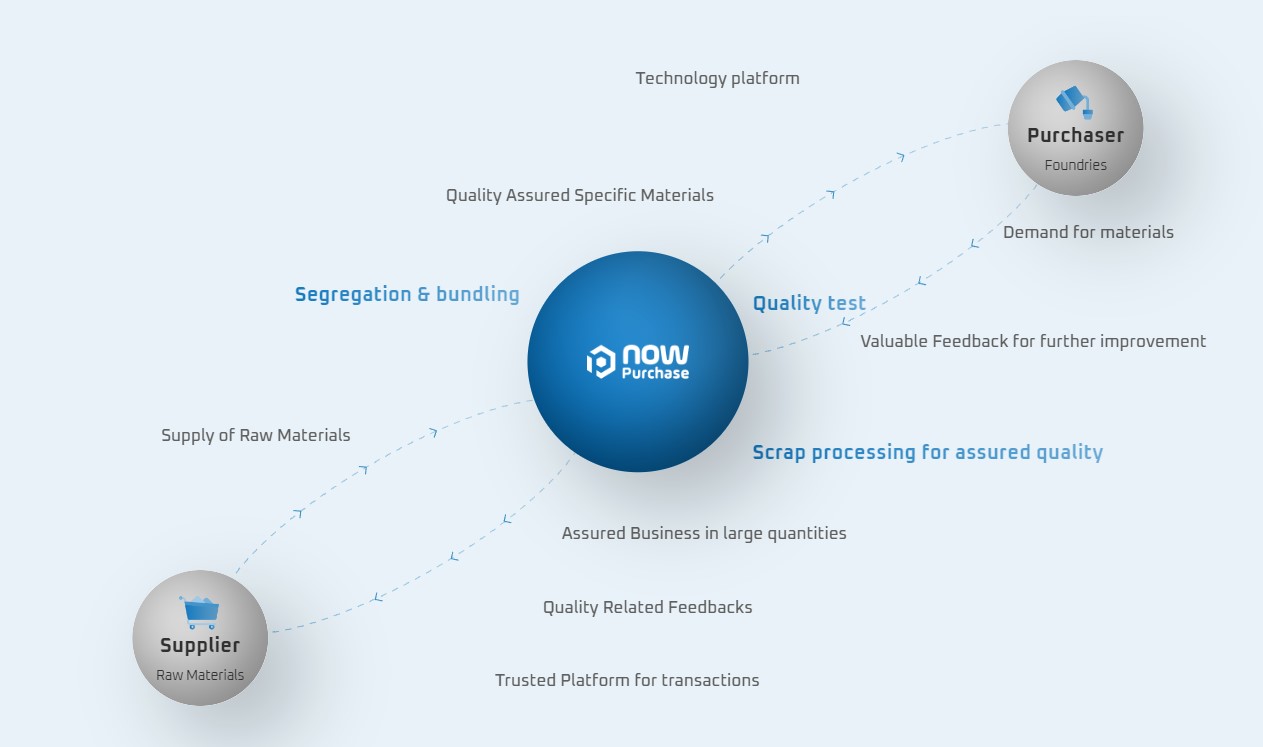 Technology platform
Purchaser
Foundries
Quality Assured Specific Materials
Demand for materials
Segregation & bundling
Quality test
Valuable Feedback for further improvement
now
Purchase
Supply of Raw Materials
Scrap processing for assured quality
Assured Business in large quantities
Quality Related Feedbacks
Supplier
Raw Materials
Trusted Platform for transactions